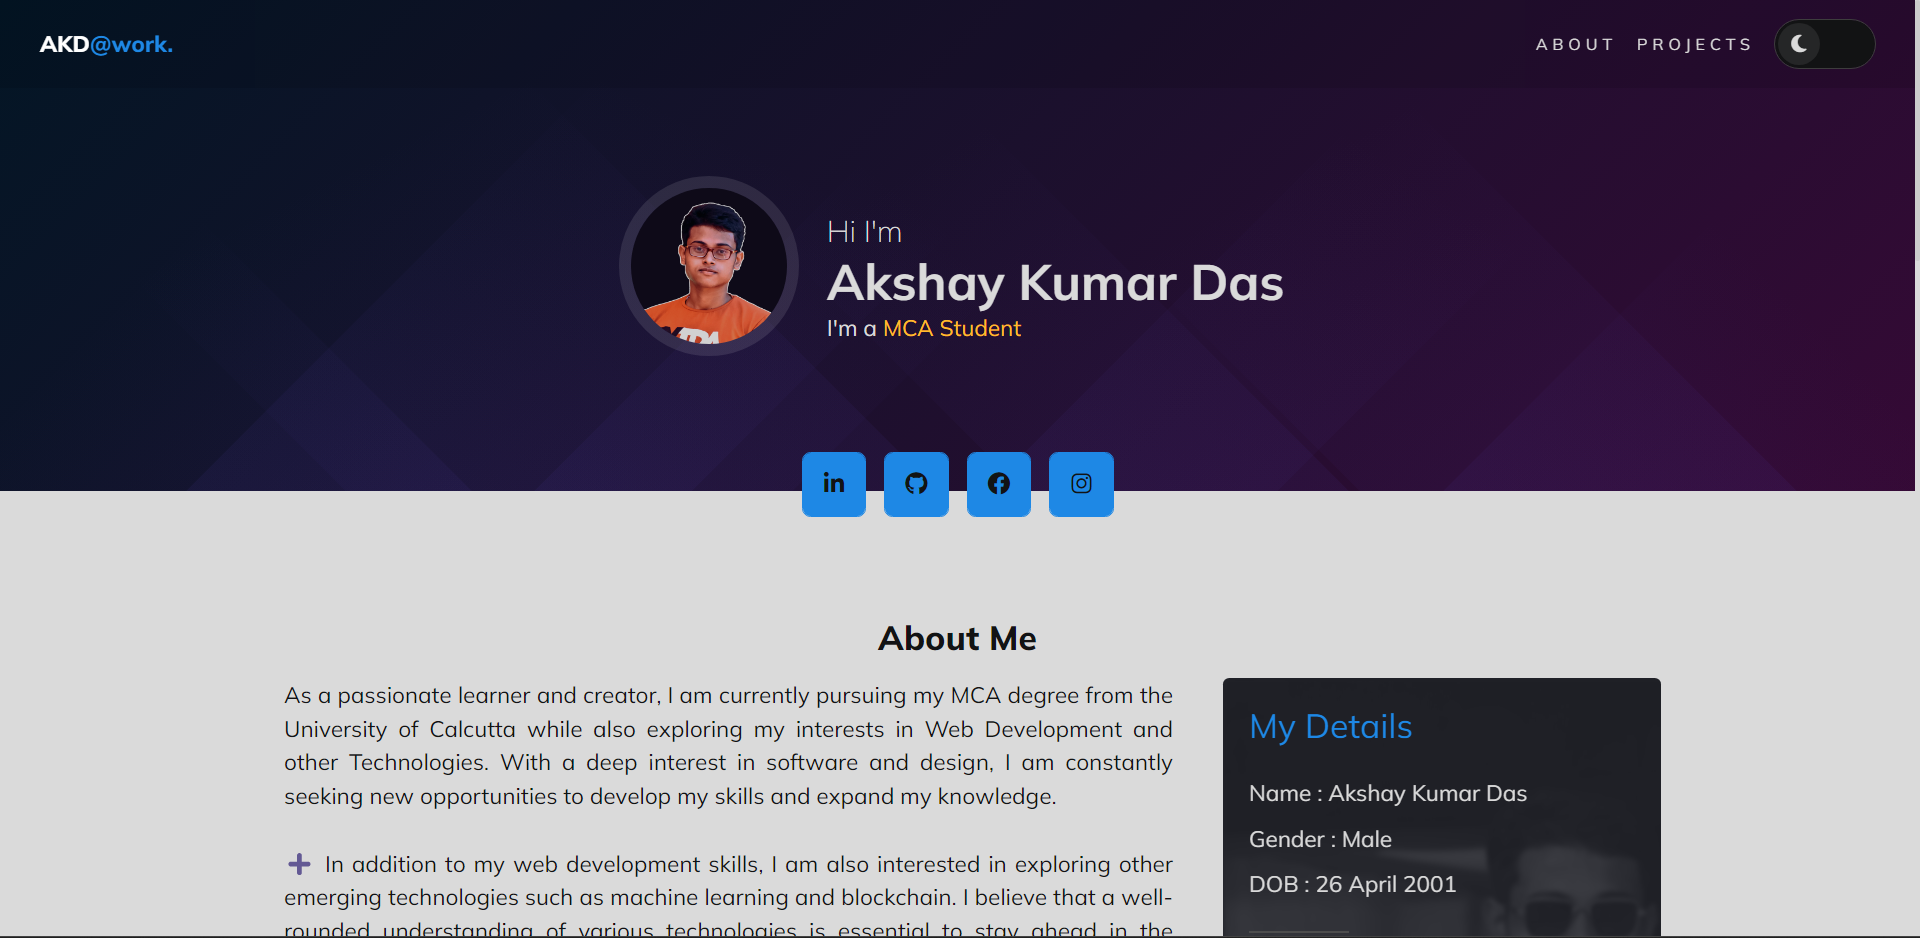 AKD@work.
ABOUT PROJECTS
Hi I'm
Akshay Kumar Das
I'm a MCA Student
in
About Me
As a passionate learner and creator, I am currently pursuing my MCA degree from the
University of Calcutta while also exploring my interests in Web Development and
other Technologies. With a deep interest in software and design, I am constantly
seeking new opportunities to develop my skills and expand my knowledge.
In addition to my web development skills, I am also interested in exploring other
emerging technologies such as machine learning and blockchain. I believe that a well-
rounded understanding of various technologies is essential to stay ahead in the
My Details
Name : Akshay Kumar Das
Gender : Male
DOB : 26 April 2001